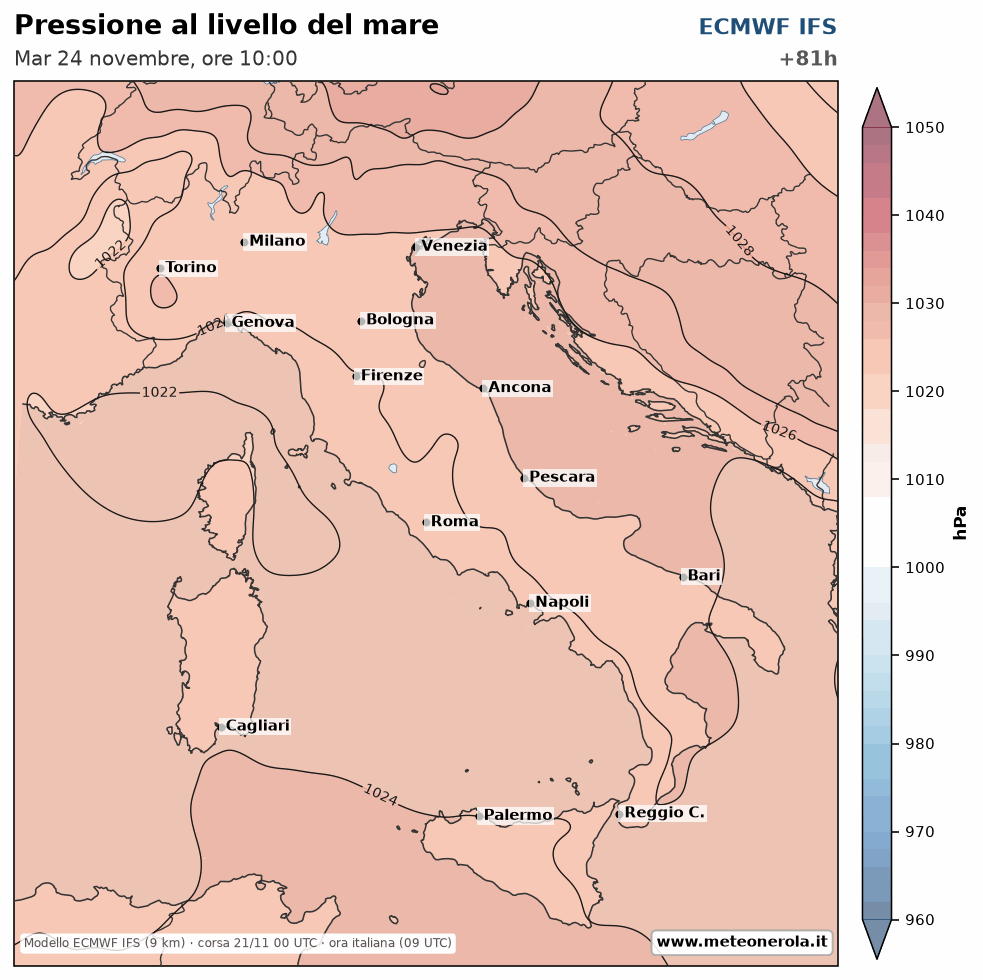 Pressione al livello del mare
ECMWF IFS
Mar 24 novembre, ore 10:00
+81h
1050
1040
1030
1020
1010
1000
990
980
970
960
hPa
1028
1022
Milano
Venezia
Torino
Genova
Bologna
Firenze
1022
Ancona
1026
Pescara
Roma
Bari
Napoli
Cagliari
1024
Palermo
Reggio C.
Modello ECMWF IFS (9 km) · corsa 21/11 00 UTC · ora italiana (09 UTC)
www.meteonerola.it